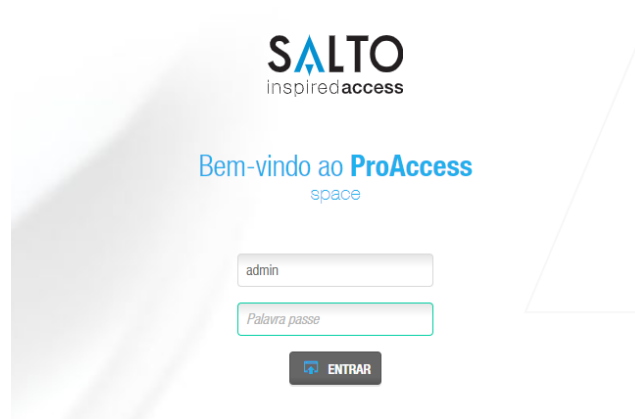 SALTO
inspiredaccess
Bem-vindo ao ProAccess
space
admin
Palavra passe
ENTRAR